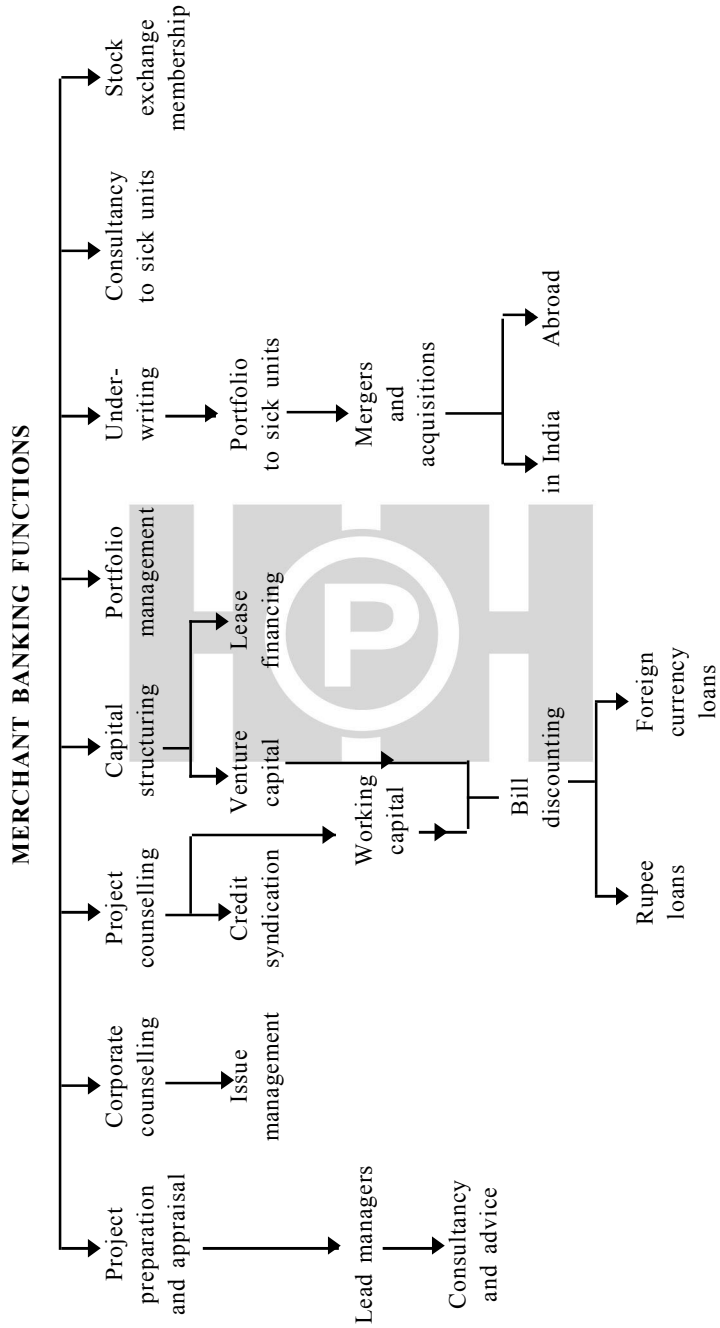 MERCHANT BANKING FUNCTIONS
Project
preparation
and appraisal
Corporate
counselling
Project
counselling
Capital
structuring
Portfolio
management
Under-
writing
Consultancy
to sick units
Stock
exchange
membership
Issue
management
Credit
syndication
Venture
capital
Lease
financing
Portfolio
to sick units
Lead managers
Working
capital
Mergers
and
acquisitions
Consultancy
and advice
Bill
discounting
in India
Abroad
Rupee
loans
Foreign
currency
loans
H P H